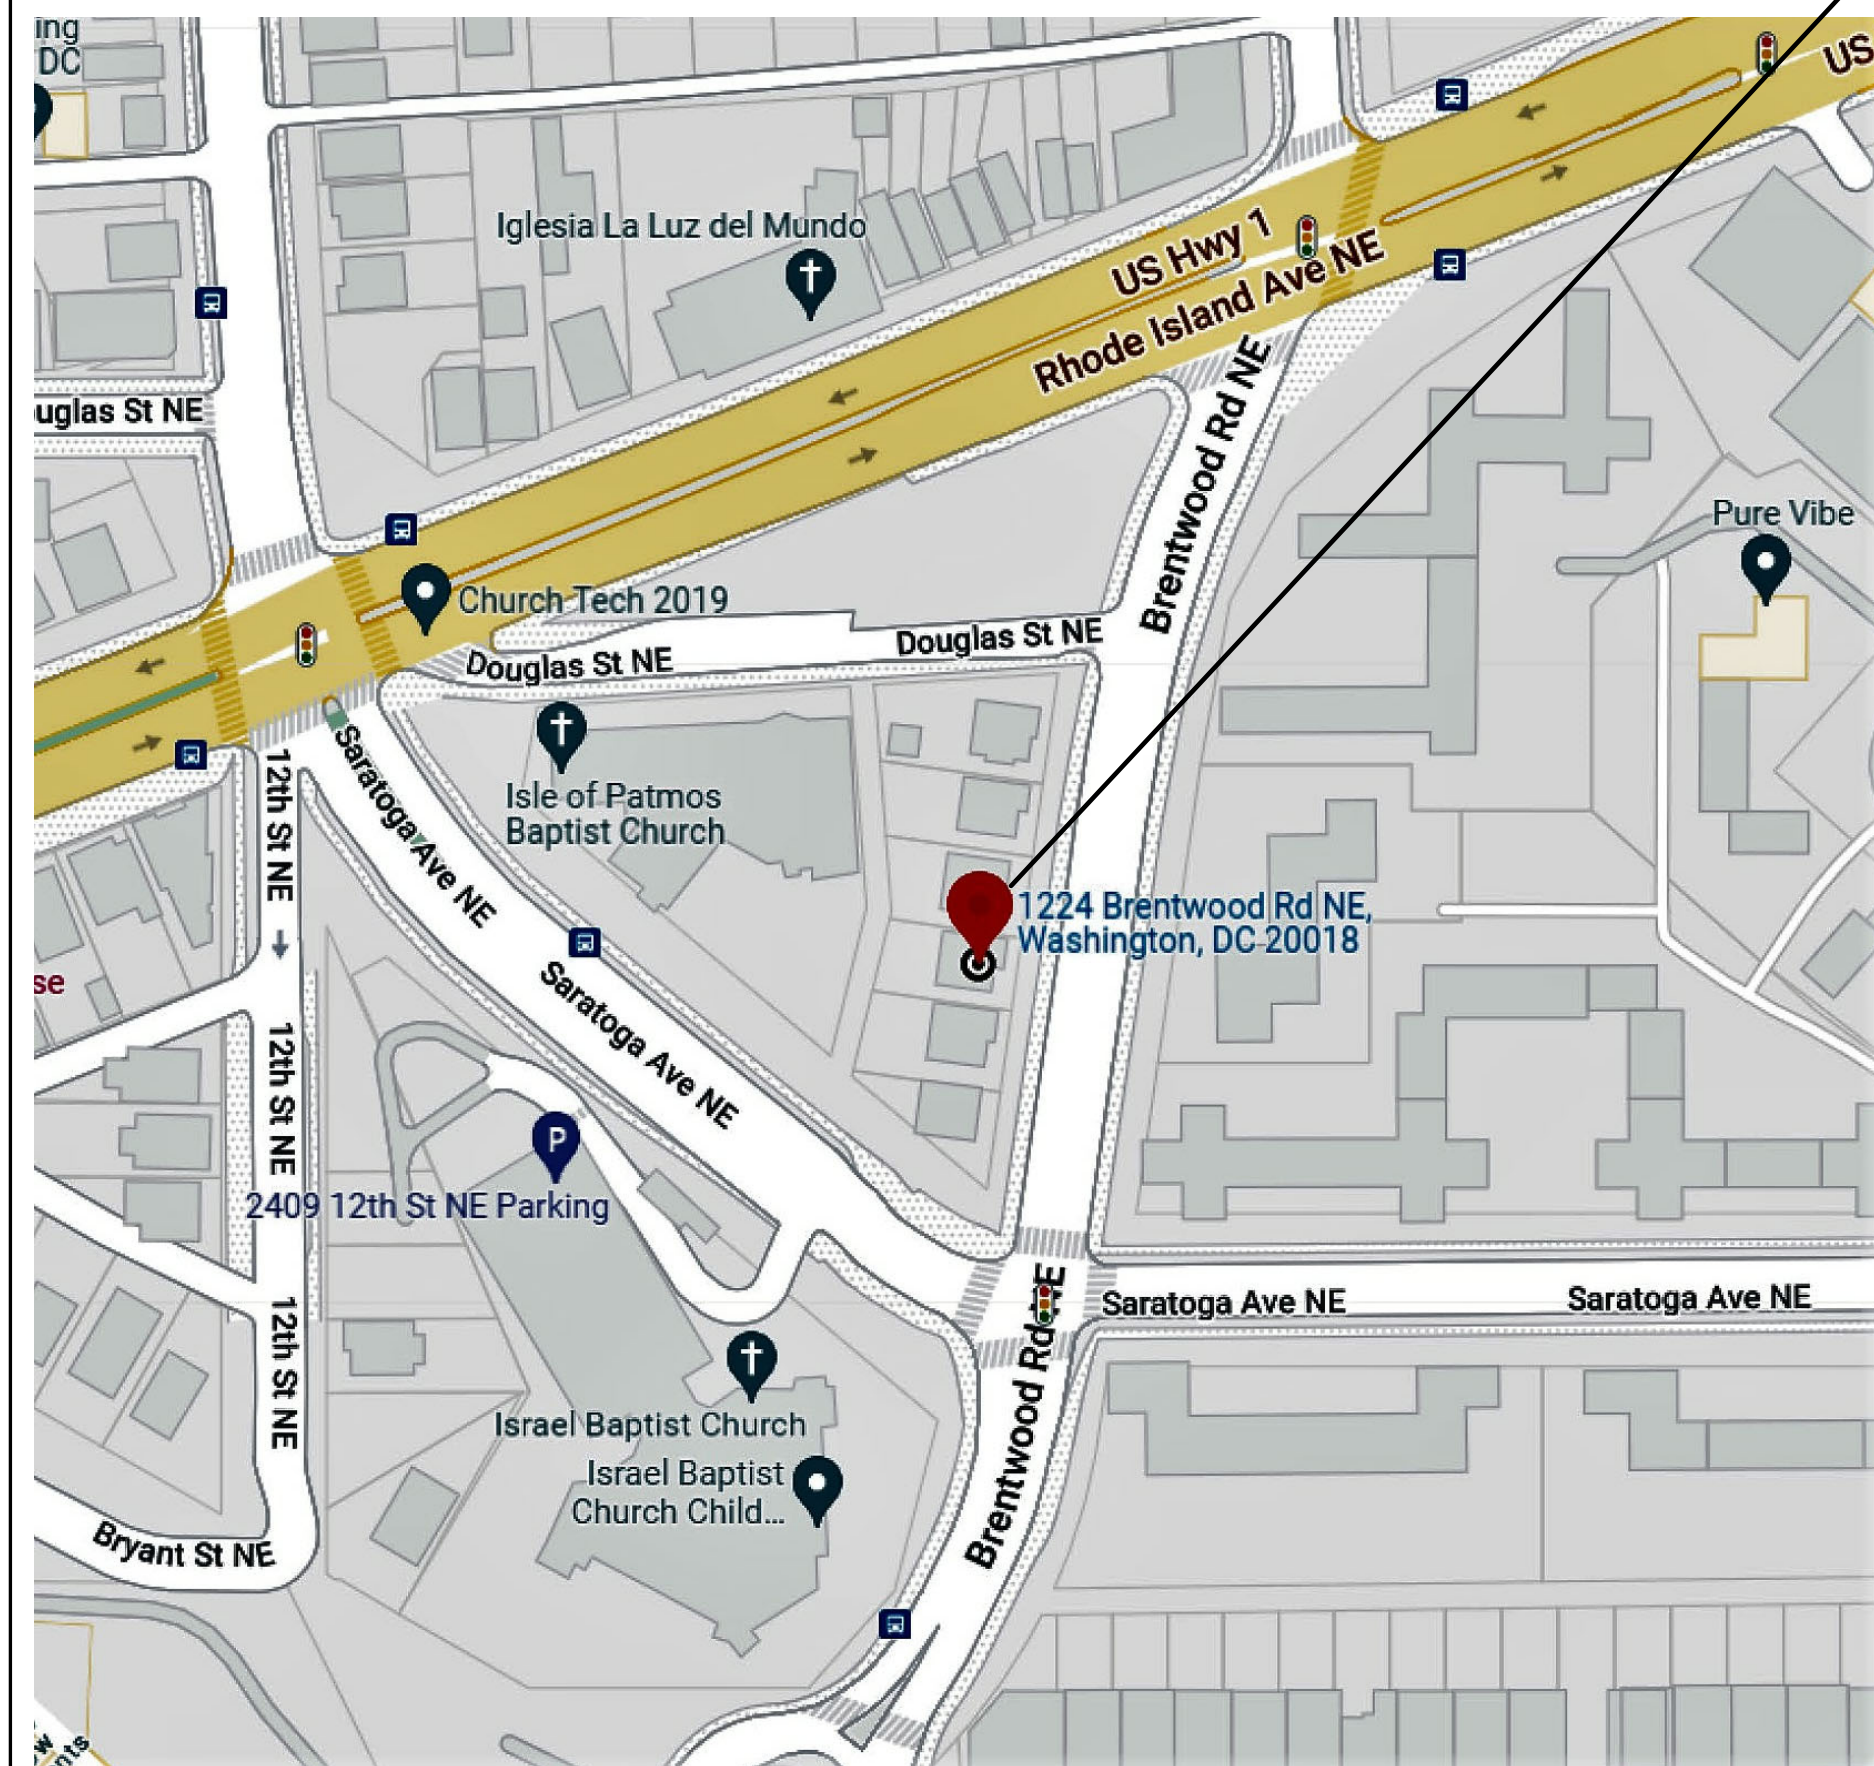 ing
DC
US
Iglesia La Luz del Mundo
US Hwy 1
Rhode Island Ave NE
Brentwood Rd NE
uglas St NE
Pure Vibe
Church Tech 2019
Douglas St NE
Douglas St NE
Saratoga Ave NE
12th St NE
Isle of Patmos
Baptist Church
1224 Brentwood Rd NE,
Washington, DC 20018
se
Saratoga Ave NE
12th St NE
P
2409 12th St NE Parking
Brentwood Rd NE
Saratoga Ave NE
Saratoga Ave NE
12th St NE
Israel Baptist Church
Israel Baptist
Church Child...
Brentwood Rd NE
Bryant St NE
w
nts